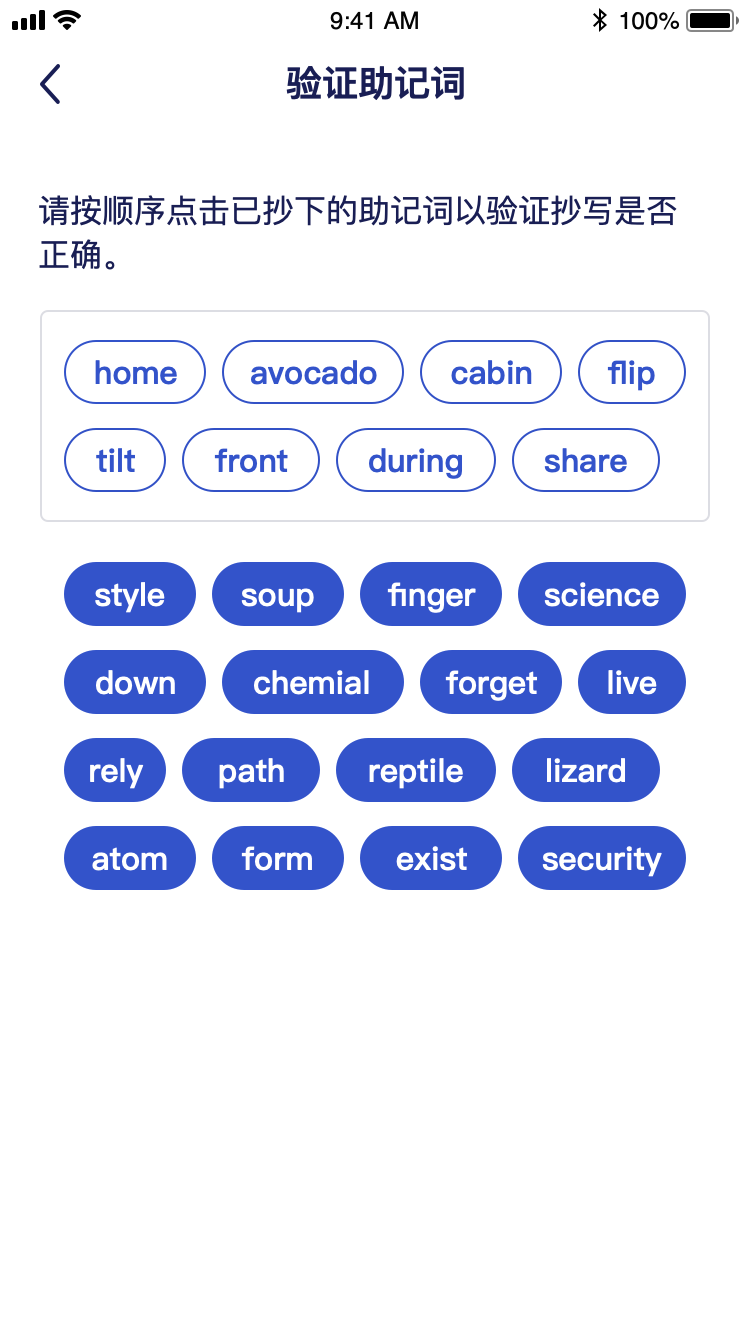 9:41 AM 100%
验证助记词
请按顺序点击已抄下的助记词以验证抄写是否
正确。
home avocado cabin flip
tilt front during share
style soup finger science
down chemial forget live
rely path reptile lizard
atom form exist security